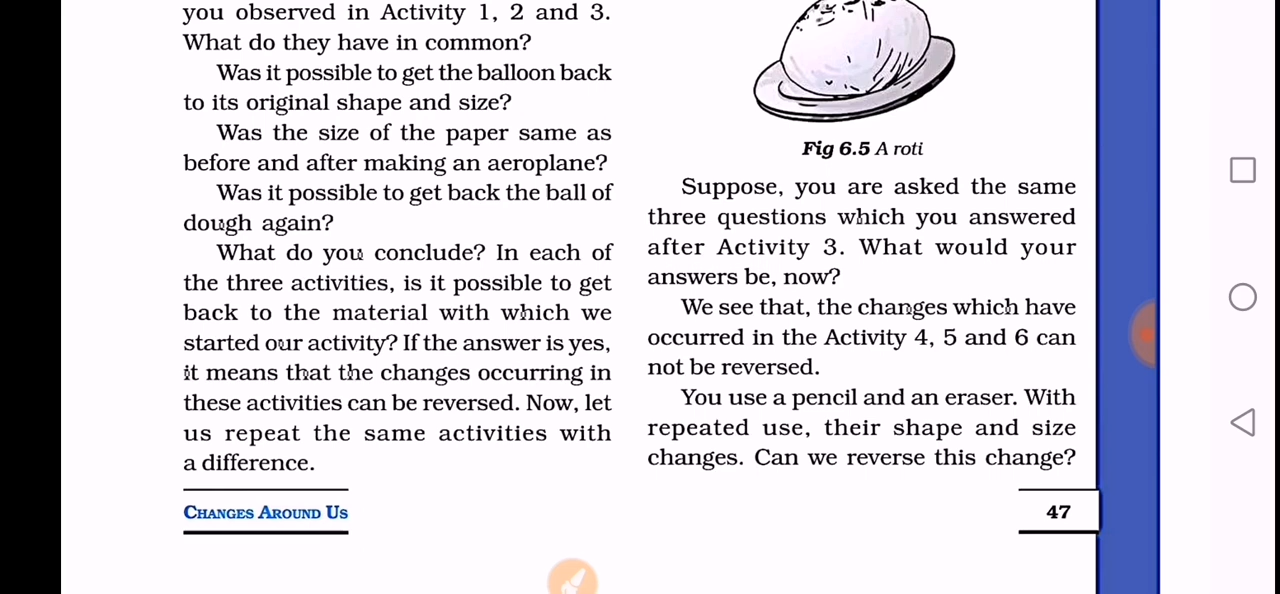 you observed in Activity 1, 2 and 3.
What do they have in common?
Was it possible to get the balloon back
to its original shape and size?
Was the size of the paper same as
before and after making an aeroplane?
Was it possible to get back the ball of
dough again?
What do you conclude? In each of
the three activities, is it possible to get
back to the material with which we
started our activity? If the answer is yes,
it means that the changes occurring in
these activities can be reversed. Now, let
us repeat the same activities with
a difference.
Fig 6.5 A roti
Suppose, you are asked the same
three questions which you answered
after Activity 3. What would your
answers be, now?
We see that, the changes which have
occurred in the Activity 4, 5 and 6 can
not be reversed.
You use a pencil and an eraser. With
repeated use, their shape and size
changes. Can we reverse this change?
CHANGES AROUND US
47